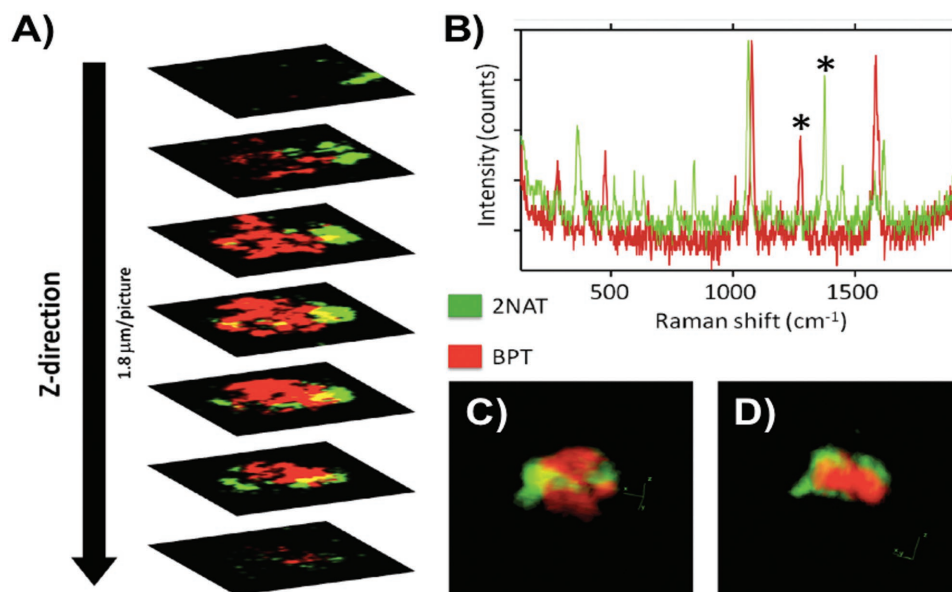 A)
Z-direction
1.8 µm/picture
B)
Intensity (counts)
*
*
500
1000
1500
Raman shift (cm⁻¹)
2NAT
BPT
C)
D)